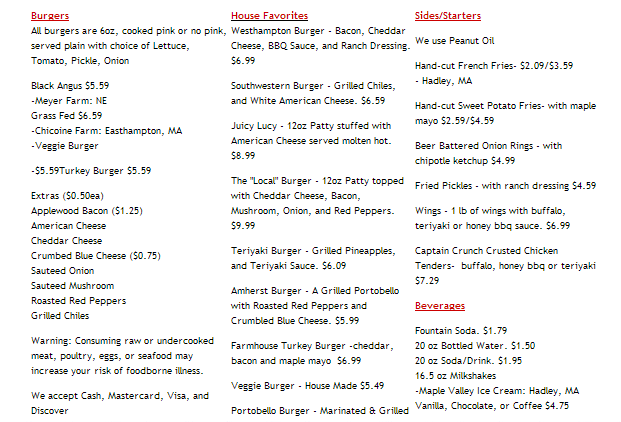 Burgers
All burgers are 6oz, cooked pink or no pink,
served plain with choice of Lettuce,
Tomato, Pickle, Onion
Black Angus $5.59
-Meyer Farm: NE
Grass Fed $6.59
-Chicoine Farm: Easthampton, MA
-Veggie Burger
-$5.59Turkey Burger $5.59
Extras ($0.50ea)
Applewood Bacon ($1.25)
American Cheese
Cheddar Cheese
Crumbed Blue Cheese ($0.75)
Sauteed Onion
Sauteed Mushroom
Roasted Red Peppers
Grilled Chiles
Warning: Consuming raw or undercooked
meat, poultry, eggs, or seafood may
increase your risk of foodborne illness.
We accept Cash, Mastercard, Visa, and
Discover
House Favorites
Westhampton Burger - Bacon, Cheddar
Cheese, BBQ Sauce, and Ranch Dressing.
$6.99
Southwestern Burger - Grilled Chiles,
and White American Cheese. $6.59
Juicy Lucy - 12oz Patty stuffed with
American Cheese served molten hot.
$8.99
The "Local" Burger - 12oz Patty topped
with Cheddar Cheese, Bacon,
Mushroom, Onion, and Red Peppers.
$9.99
Teriyaki Burger - Grilled Pineapples,
and Teriyaki Sauce. $6.09
Amherst Burger - A Grilled Portobello
with Roasted Red Peppers and
Crumbled Blue Cheese. $5.99
Farmhouse Turkey Burger -cheddar,
bacon and maple mayo $6.99
Veggie Burger - House Made $5.49
Portobello Burger - Marinated & Grilled
Sides/Starters
We use Peanut Oil
Hand-cut French Fries- $2.09/$3.59
- Hadley, MA
Hand-cut Sweet Potato Fries- with maple
mayo $2.59/$4.59
Beer Battered Onion Rings - with
chipotle ketchup $4.99
Fried Pickles - with ranch dressing $4.59
Wings - 1 lb of wings with buffalo,
teriyaki or honey bbq sauce. $6.99
Captain Crunch Crusted Chicken
Tenders- buffalo, honey bbq or teriyaki
$7.29
Beverages
Fountain Soda. $1.79
20 oz Bottled Water. $1.50
20 oz Soda/Drink. $1.95
16.5 oz Milkshakes
-Maple Valley Ice Cream: Hadley, MA
Vanilla, Chocolate, or Coffee $4.75